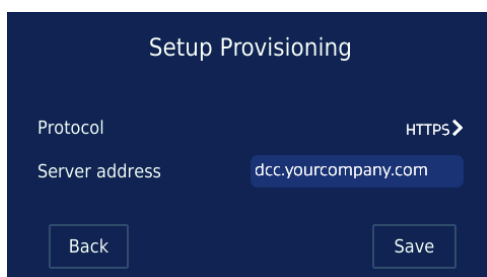 Setup Provisioning
Protocol HTTPS
Server address dcc.yourcompany.com
Back Save